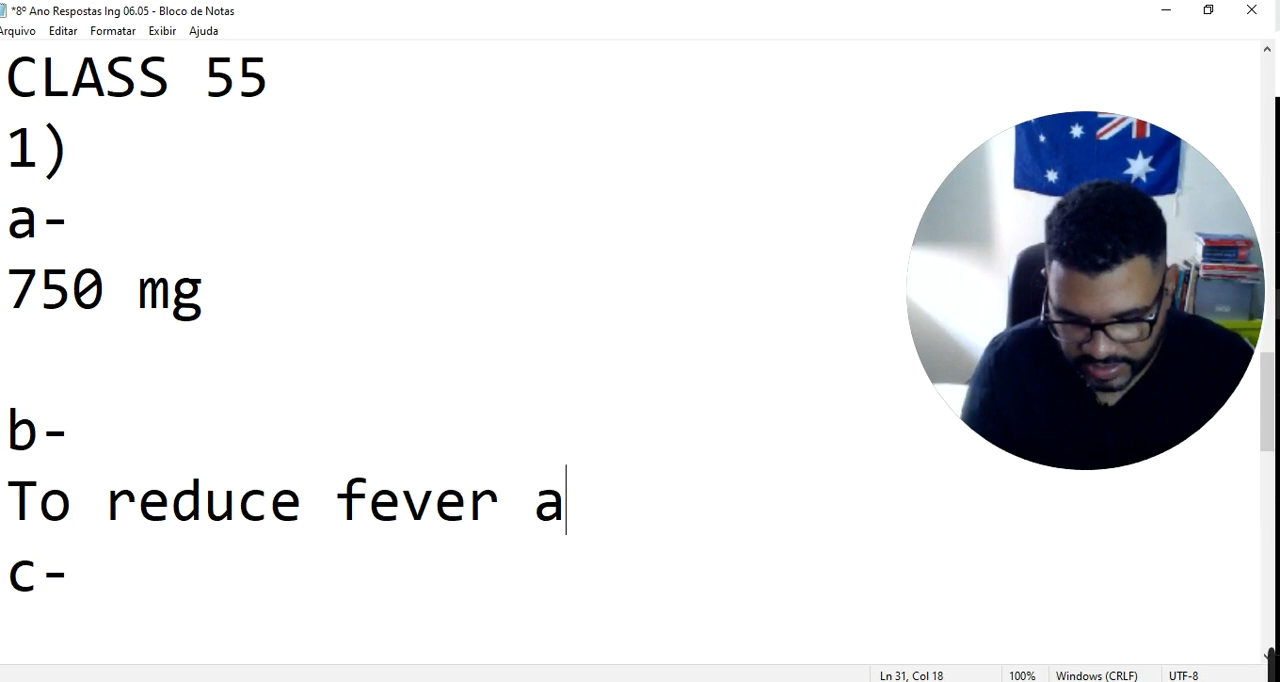 *8º Ano Respostas Ing 06.05 - Bloco de Notas
Arquivo Editar Formatar Exibir Ajuda
CLASS 55
1)
a-
750 mg
b-
To reduce fever a
c-
Ln 31, Col 18 100% Windows (CRLF) UTF-8